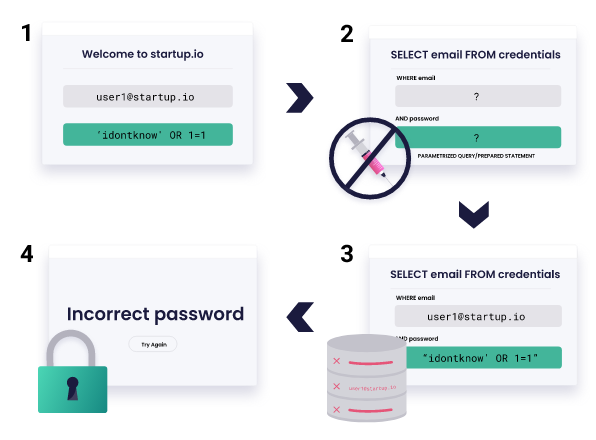 1
Welcome to startup.io
user1@startup.io
'idontknow' OR 1=1
2
SELECT email FROM credentials
WHERE email
?
AND password
?
PARAMETRIZED QUERY/PREPARED STATEMENT
4
Incorrect password
Try Again
3
SELECT email FROM credentials
WHERE email
user1@startup.io
AND password
"idontknow' OR 1=1"
user1@startup.io